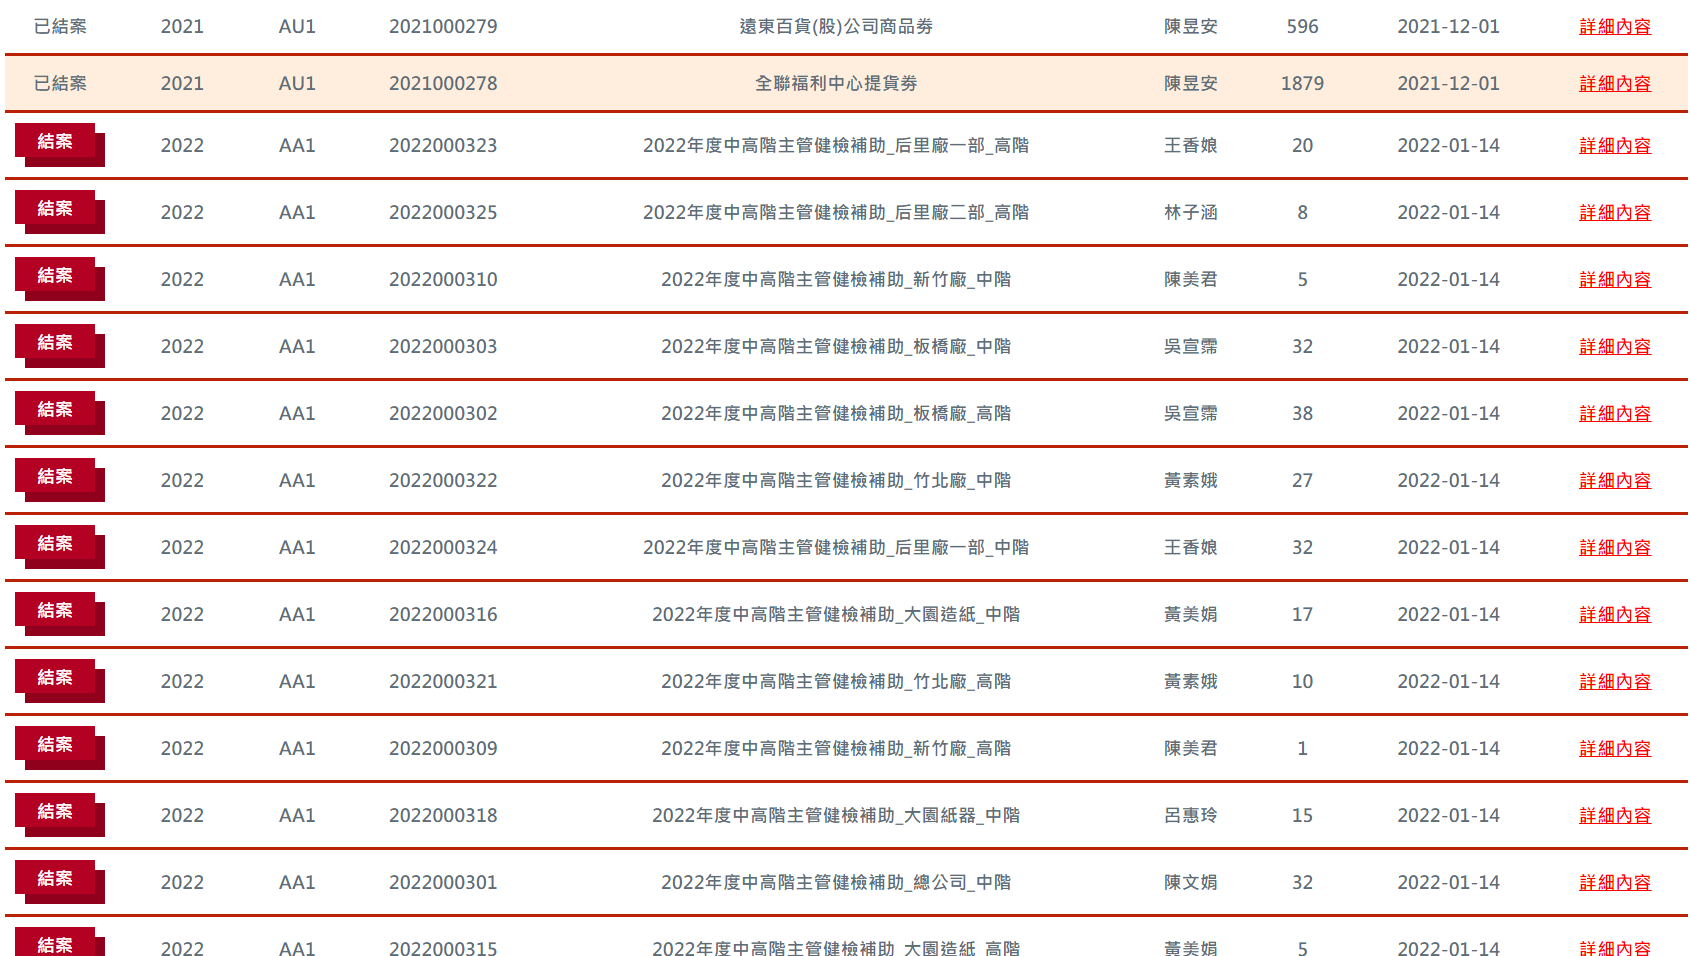 已結案 2021 AU1 2021000279 遠東百貨(股)公司商品劵 陳昱安 596 2021-12-01 詳細內容
已結案 2021 AU1 2021000278 全聯福利中心提貨劵 陳昱安 1879 2021-12-01 詳細內容
結案 2022 AA1 2022000323 2022年度中高階主管健檢補助_后里廠一部_高階 王香娘 20 2022-01-14 詳細內容
結案 2022 AA1 2022000325 2022年度中高階主管健檢補助_后里廠二部_高階 林子涵 8 2022-01-14 詳細內容
結案 2022 AA1 2022000310 2022年度中高階主管健檢補助_新竹廠_中階 陳美君 5 2022-01-14 詳細內容
結案 2022 AA1 2022000303 2022年度中高階主管健檢補助_板橋廠_中階 吳宣霈 32 2022-01-14 詳細內容
結案 2022 AA1 2022000302 2022年度中高階主管健檢補助_板橋廠_高階 吳宣霈 38 2022-01-14 詳細內容
結案 2022 AA1 2022000322 2022年度中高階主管健檢補助_竹北廠_中階 黃素娥 27 2022-01-14 詳細內容
結案 2022 AA1 2022000324 2022年度中高階主管健檢補助_后里廠一部_中階 王香娘 32 2022-01-14 詳細內容
結案 2022 AA1 2022000316 2022年度中高階主管健檢補助_大園造紙_中階 黃美娟 17 2022-01-14 詳細內容
結案 2022 AA1 2022000321 2022年度中高階主管健檢補助_竹北廠_高階 黃素娥 10 2022-01-14 詳細內容
結案 2022 AA1 2022000309 2022年度中高階主管健檢補助_新竹廠_高階 陳美君 1 2022-01-14 詳細內容
結案 2022 AA1 2022000318 2022年度中高階主管健檢補助_大園紙器_中階 呂惠玲 15 2022-01-14 詳細內容
結案 2022 AA1 2022000301 2022年度中高階主管健檢補助_總公司_中階 陳文娟 32 2022-01-14 詳細內容
結案 2022 AA1 2022000315 2022年度中高階主管健檢補助_大園造紙_高階 黃美娟 5 2022-01-14 詳細內容